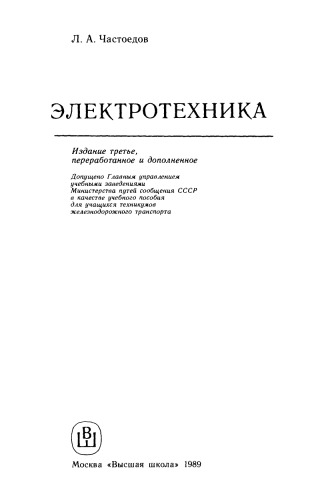 Л. А. Частоедов
ЭЛЕКТРОТЕХНИКА
Издание третье,
переработанное и дополненное
Допущено Главным управлением
учебными заведениями
Министерства путей сообщения СССР
в качестве учебного пособия
для учащихся техникумов
железнодорожного транспорта
ВШ
Москва «Высшая школа» 1989